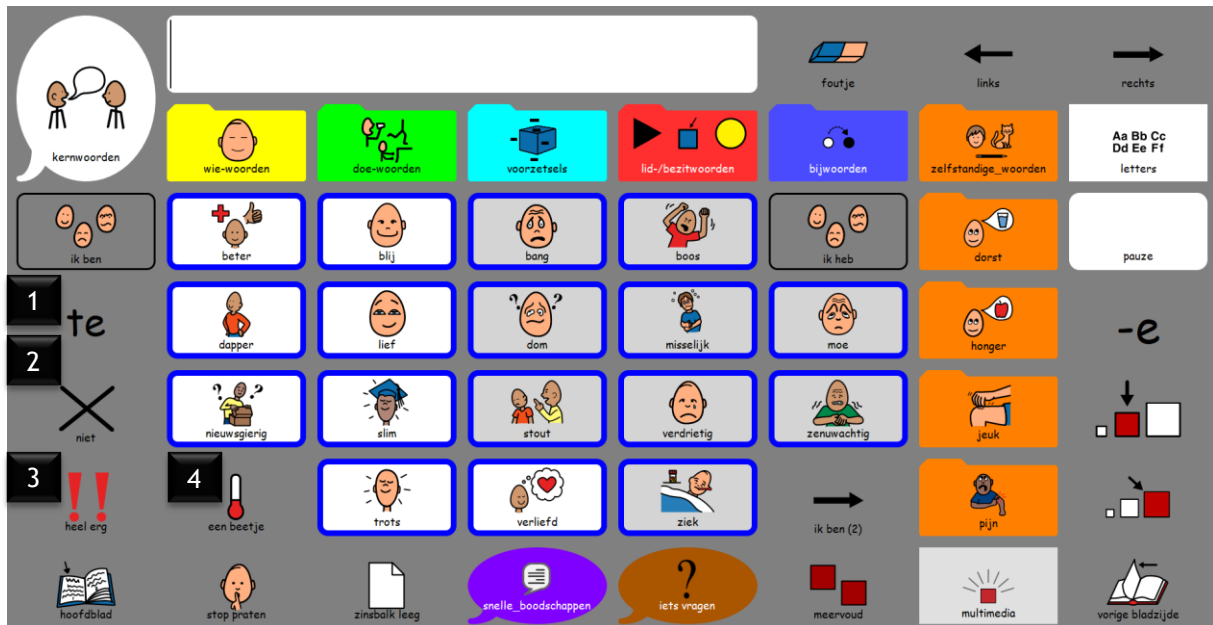 kernwoorden
foutje
links
rechts
wie-woorden
doe-woorden
voorzetsels
lid-/bezitwoorden
bijwoorden
zelfstandige_woorden
Aa Bb Cc
Dd Ee Ff
letters
ik ben
beter
blij
bang
boos
ik heb
dorst
pauze
1
te
dapper
lief
? ?
dom
misselijk
moe
honger
-e
2
niet
? ?
nieuwsgierig
slim
stout
verdrietig
zenuwachtig
jeuk
3
!!
heel erg
4
een beetje
trots
verliefd
ziek
ik ben (2)
pijn
hoofdblad
stop praten
zinsbalk leeg
snelle_boodschappen
?
iets vragen
meervoud
multimedia
vorige bladzijde